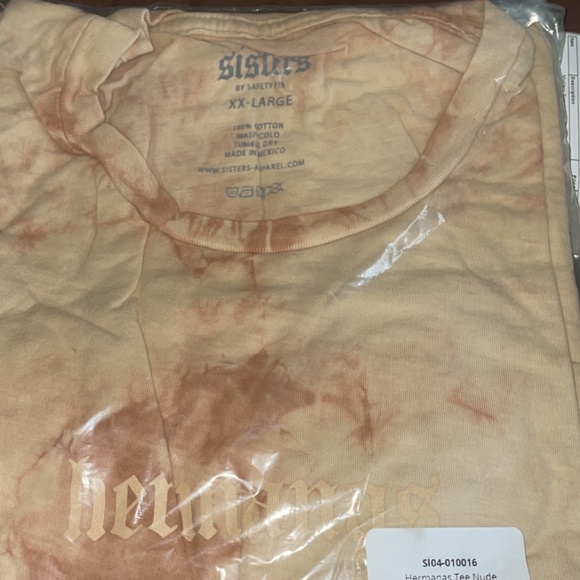 sisters
BY SAFETYPIN
XX-LARGE
100% COTTON
WASH COLD
TUMBLE DRY
MADE IN MEXICO
WWW.SISTERS-APPAREL.COM
hermanas
SI04-010016
Hermanas Tee Nude
Description